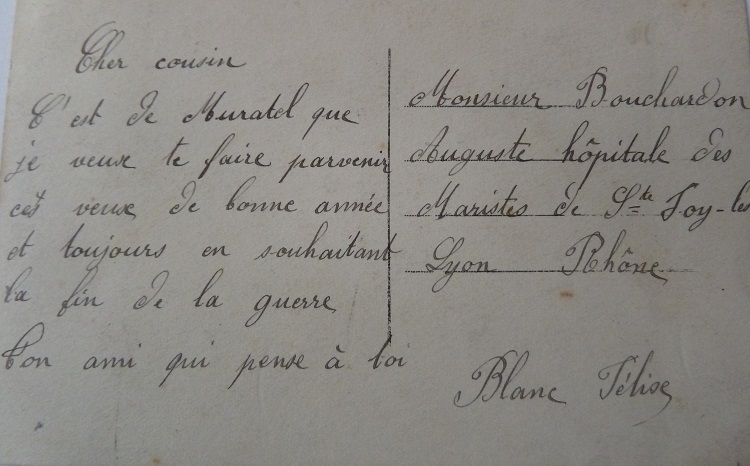 Cher cousin
C'est de Muratel que
je veux te faire parvenir
cest veux de bonne année
et toujours en souhaitant
la fin de la guerre
Ton ami qui pense à toi
Monsieur Bouchardon
Auguste hôpitale des
Maristes de Ste Foy-lès
Lyon Rhône
Blanc Félise